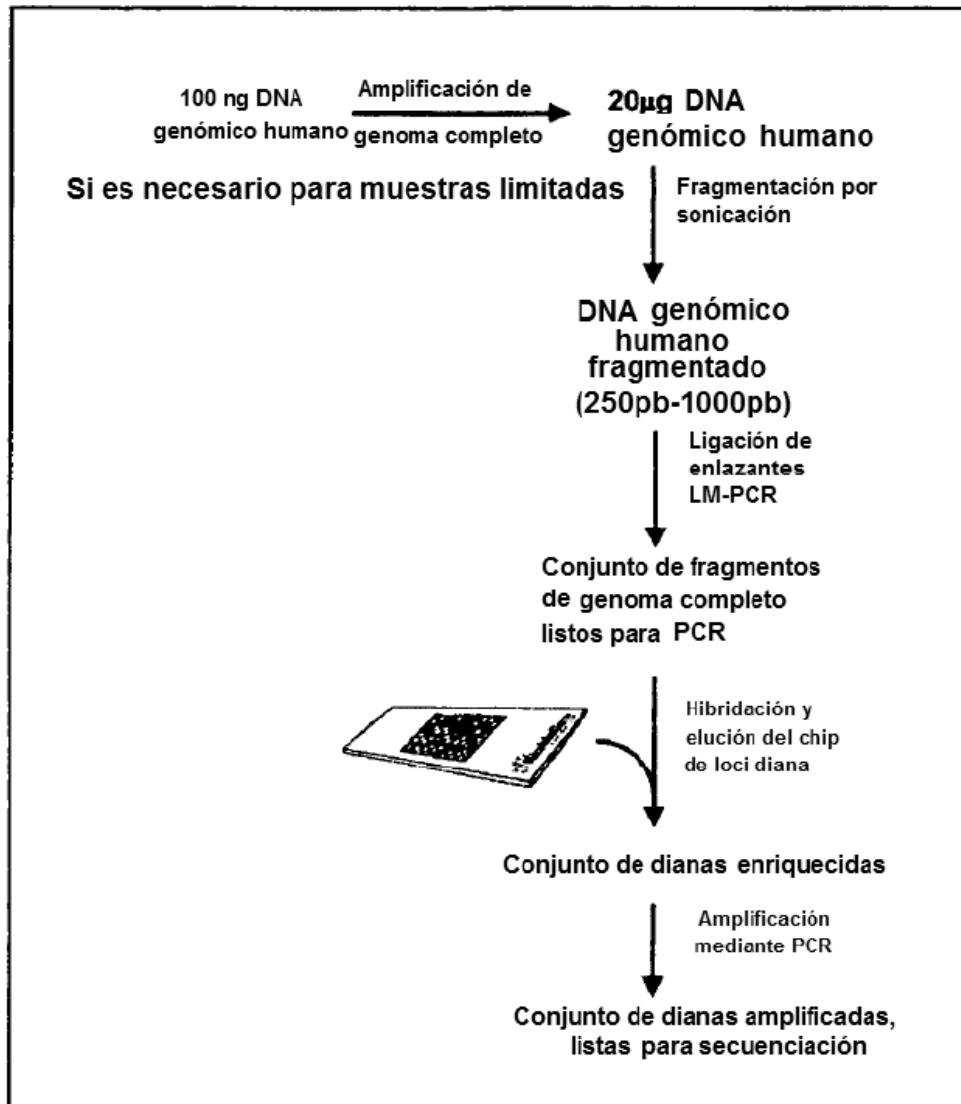 100 ng DNA
genómico humano
Amplificación de
genoma completo
20µg DNA
genómico humano
Si es necesario para muestras limitadas
Fragmentación por
sonicación
DNA genómico
humano
fragmentado
(250pb-1000pb)
Ligación de
enlazantes
LM-PCR
Conjunto de fragmentos
de genoma completo
listos para PCR
Hibridación y
elución del chip
de loci diana
Conjunto de dianas enriquecidas
Amplificación
mediante PCR
Conjunto de dianas amplificadas,
listas para secuenciación